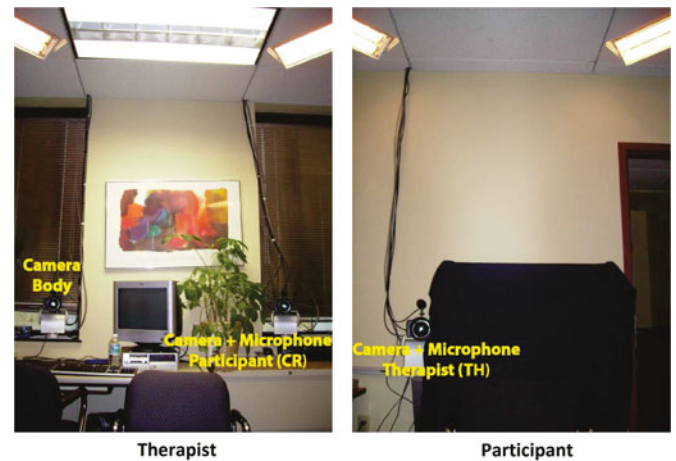 Camera
Body
Camera + Microphone
Participant (CR)
Camera + Microphone
Therapist (TH)
Therapist
Participant